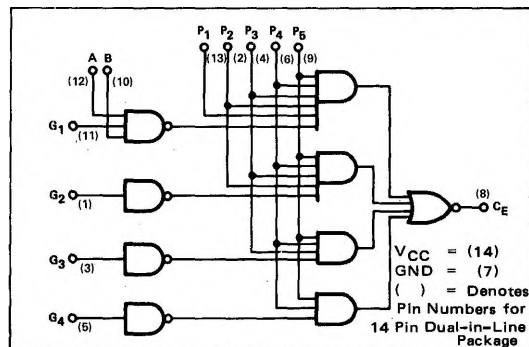 P1 P2 P3 P4 P5
A B (13) (2) (4) (6) (9)
(12) (10)
G1 (11)
G2 (1)
(8)
CE
G3 (3)
VCC = (14)
GND = (7)
( ) = Denotes
Pin Numbers for
14 Pin Dual-in-Line
Package
G4 (5)